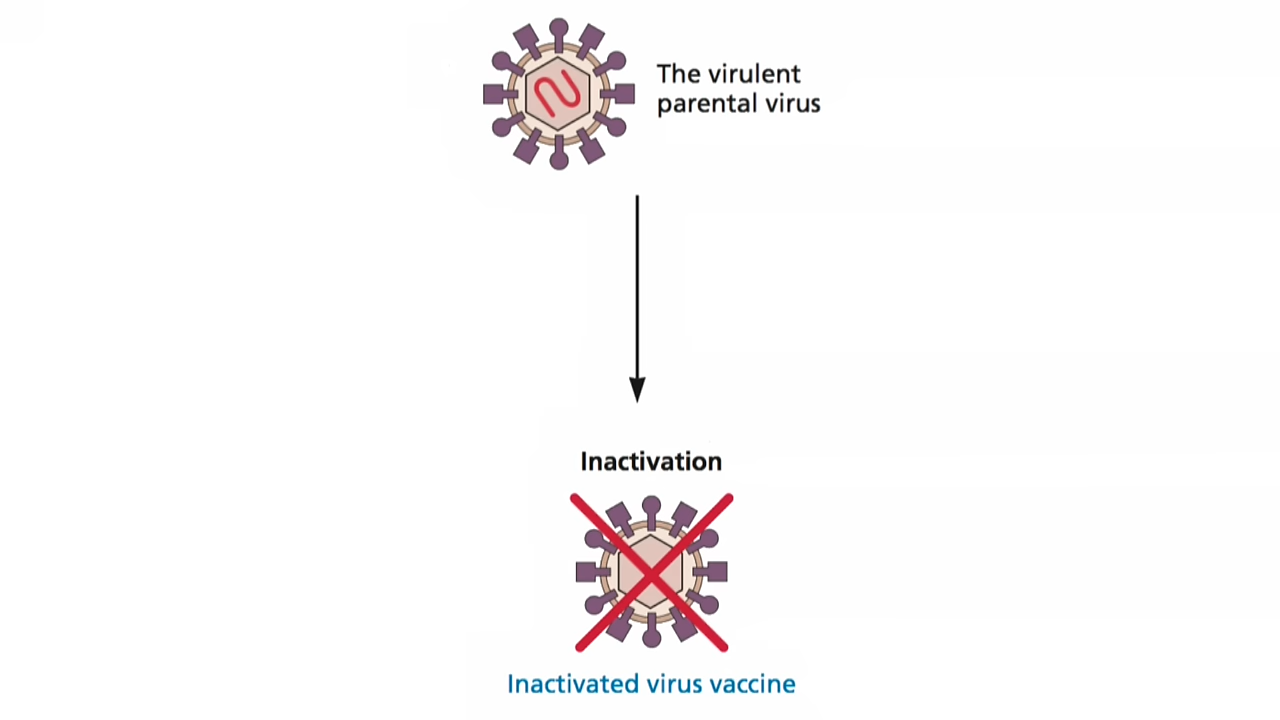 The virulent
parental virus
Inactivation
Inactivated virus vaccine